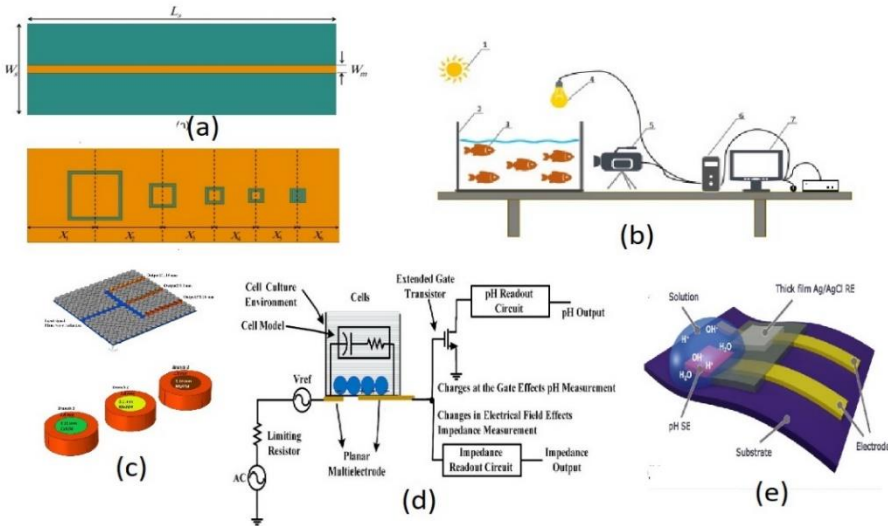 Lₛ
Wₛ
Wₘ
(a)
X₁
X₂
X₃
X₄
X₅
X₆
1
2
3
4
5
6
7
(b)
(c)
Cell Culture
Environment
Cell Model
Cells
Extended Gate
Transistor
pH Readout
Circuit
pH Output
Vref
Changes at the Gate Effects pH Measurement
Changes in Electrical Field Effects
Impedance Measurement
Limiting
Resistor
AC
Planar
Multielectrode
Impedance
Readout Circuit
Impedance
Output
(d)
Solution
Thick film Ag/AgCl RE
OH⁻
H⁺
H₂O
OH⁻
H₂O
H⁺
pH SE
Substrate
Electrode
(e)